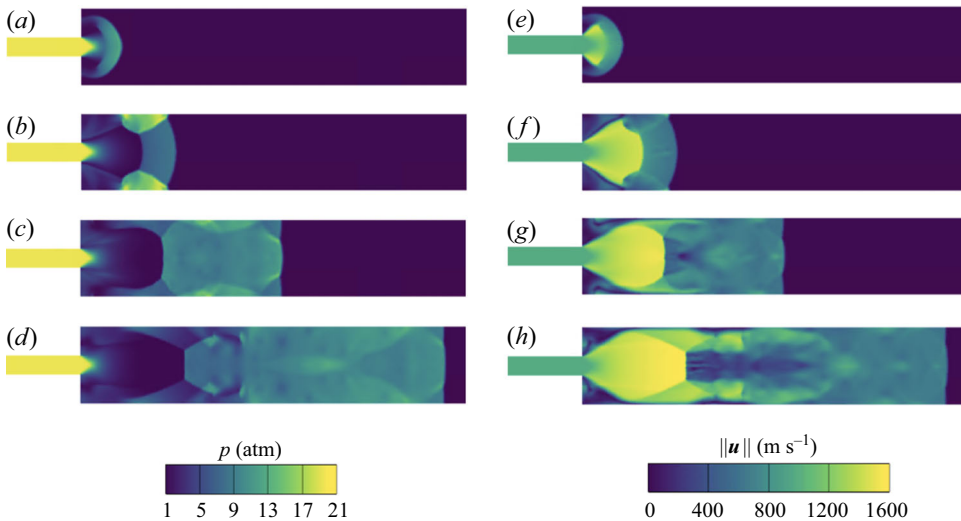 (a) (e)
(b) (f)
(c) (g)
(d) (h)
p (atm) ||u|| (m s⁻¹)
1 5 9 13 17 21 0 400 800 1200 1600